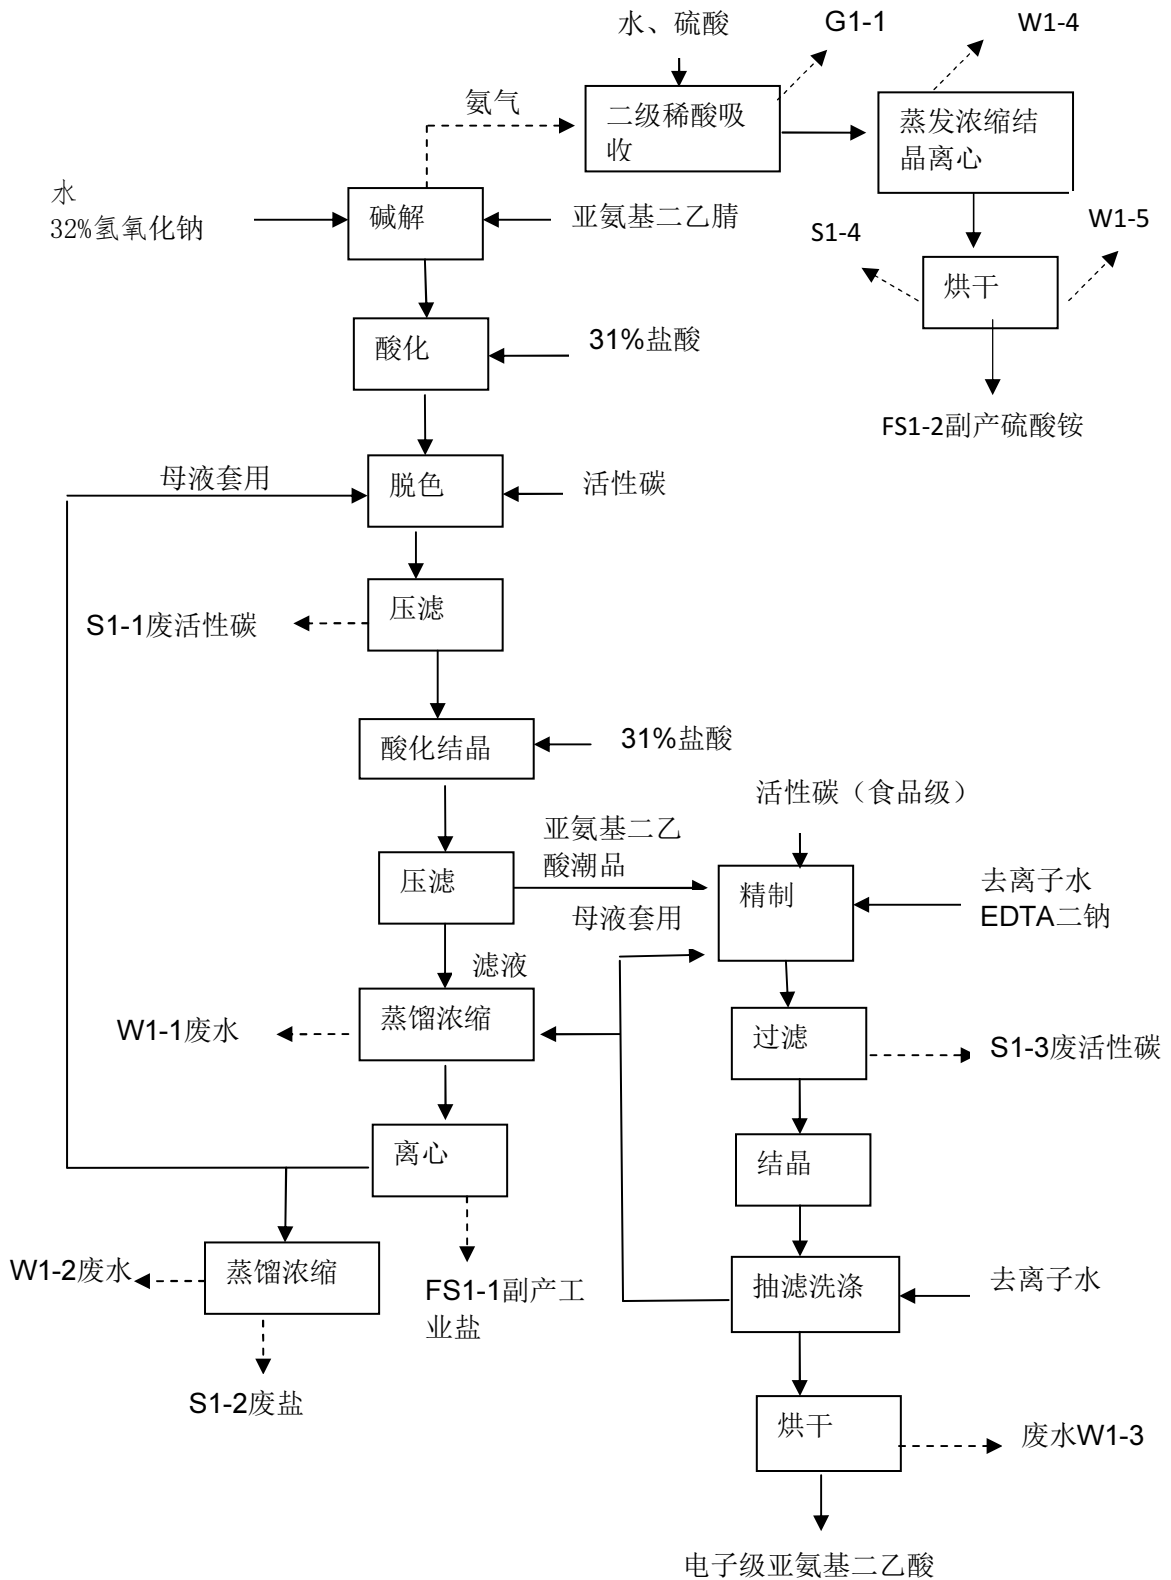 水、硫酸
G1-1
W1-4
氨气
二级稀酸吸
收
蒸发浓缩结
晶离心
水
32%氢氧化钠
碱解
亚氨基二乙腈
S1-4
W1-5
烘干
酸化
31%盐酸
FS1-2副产硫酸铵
母液套用
脱色
活性碳
S1-1废活性碳
压滤
酸化结晶
31%盐酸
活性碳（食品级）
亚氨基二乙
酸潮品
压滤
精制
去离子水
EDTA二钠
母液套用
滤液
W1-1废水
蒸馏浓缩
过滤
S1-3废活性碳
离心
结晶
W1-2废水
蒸馏浓缩
FS1-1副产工
业盐
抽滤洗涤
去离子水
S1-2废盐
烘干
废水W1-3
电子级亚氨基二乙酸